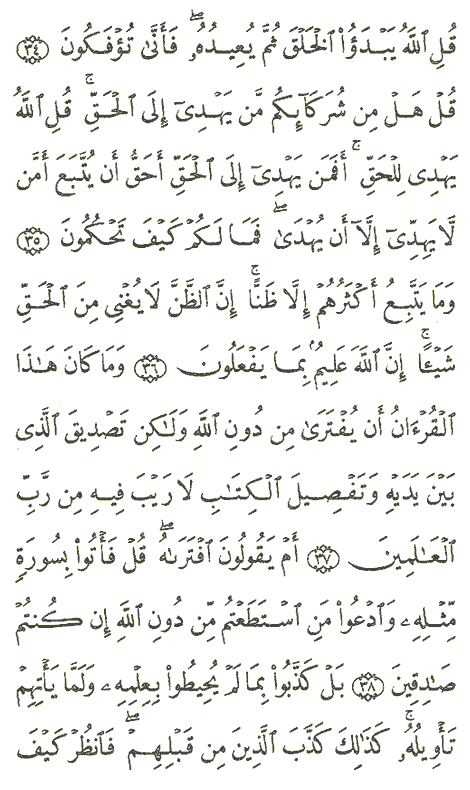 قُلِ ٱللَّهُ يَبْدَؤُا۟ ٱلْخَلْقَ ثُمَّ يُعِيدُهُۥ ۖ فَأَنَّىٰ تُؤْفَكُونَ ٣٤
قُلْ هَلْ مِن شُرَكَآئِكُم مَّن يَهْدِىٓ إِلَى ٱلْحَقِّ ۚ قُلِ ٱللَّهُ
يَهْدِى لِلْحَقِّ ۗ أَفَمَن يَهْدِىٓ إِلَى ٱلْحَقِّ أَحَقُّ أَن يُتَّبَعَ أَمَّن
لَّا يَهِدِّىٓ إِلَّآ أَن يُهْدَىٰ ۖ فَمَا لَكُمْ كَيْفَ تَحْكُمُونَ ٣٥
وَمَا يَتَّبِعُ أَكْثَرُهُمْ إِلَّا ظَنًّا ۚ إِنَّ ٱلظَّنَّ لَا يُغْنِى مِنَ ٱلْحَقِّ
شَيْـًٔا ۚ إِنَّ ٱللَّهَ عَلِيمٌۢ بِمَا يَفْعَلُونَ ٣٦ وَمَا كَانَ هَـٰذَا
ٱلْقُرْءَانُ أَن يُفْتَرَىٰ مِن دُونِ ٱللَّهِ وَلَـٰكِن تَصْدِيقَ ٱلَّذِى
بَيْنَ يَدَيْهِ وَتَفْصِيلَ ٱلْكِتَـٰبِ لَا رَيْبَ فِيهِ مِن رَّبِّ
ٱلْعَـٰلَمِينَ ٣٧ أَمْ يَقُولُونَ ٱفْتَرَىٰهُ ۖ قُلْ فَأْتُوا۟ بِسُورَةٍ
مِّثْلِهِۦ وَٱدْعُوا۟ مَنِ ٱسْتَطَعْتُم مِّن دُونِ ٱللَّهِ إِن كُنتُمْ
صَـٰدِقِينَ ٣٨ بَلْ كَذَّبُوا۟ بِمَا لَمْ يُحِيطُوا۟ بِعِلْمِهِۦ وَلَمَّا يَأْتِهِمْ
تَأْوِيلُهُۥ ۚ كَذَٰلِكَ كَذَّبَ ٱلَّذِينَ مِن قَبْلِهِمْ ۖ فَٱنظُرْ كَيْفَ